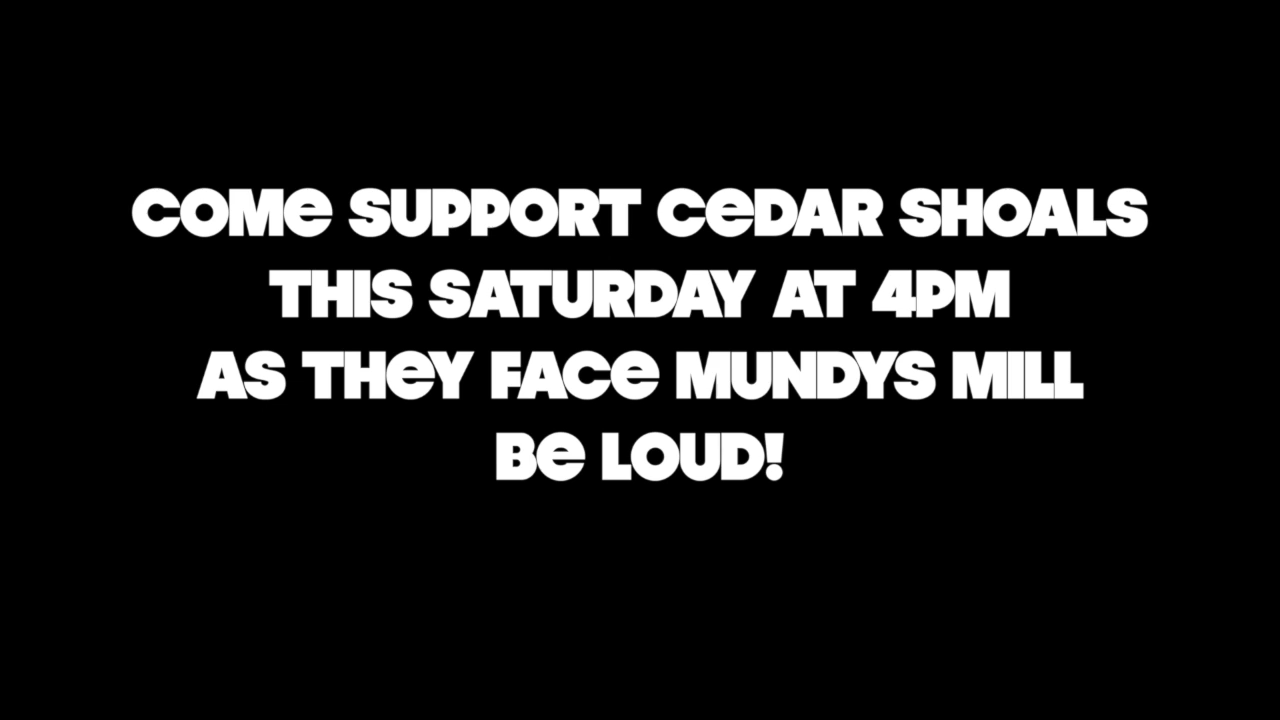 COME SUPPORT CEDAR SHOALS
THIS SATURDAY AT 4PM
AS THEY FACE MUNDYS MILL
BE LOUD!